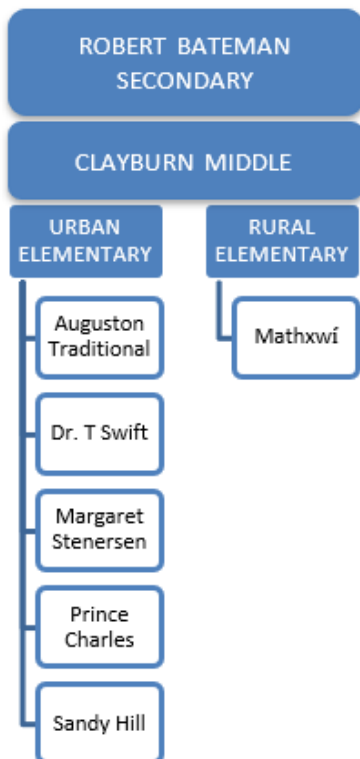 ROBERT BATEMAN
SECONDARY
CLAYBURN MIDDLE
URBAN
ELEMENTARY
Auguston
Traditional
Dr. T Swift
Margaret
Stenersen
Prince
Charles
Sandy Hill
RURAL
ELEMENTARY
Mathxwí